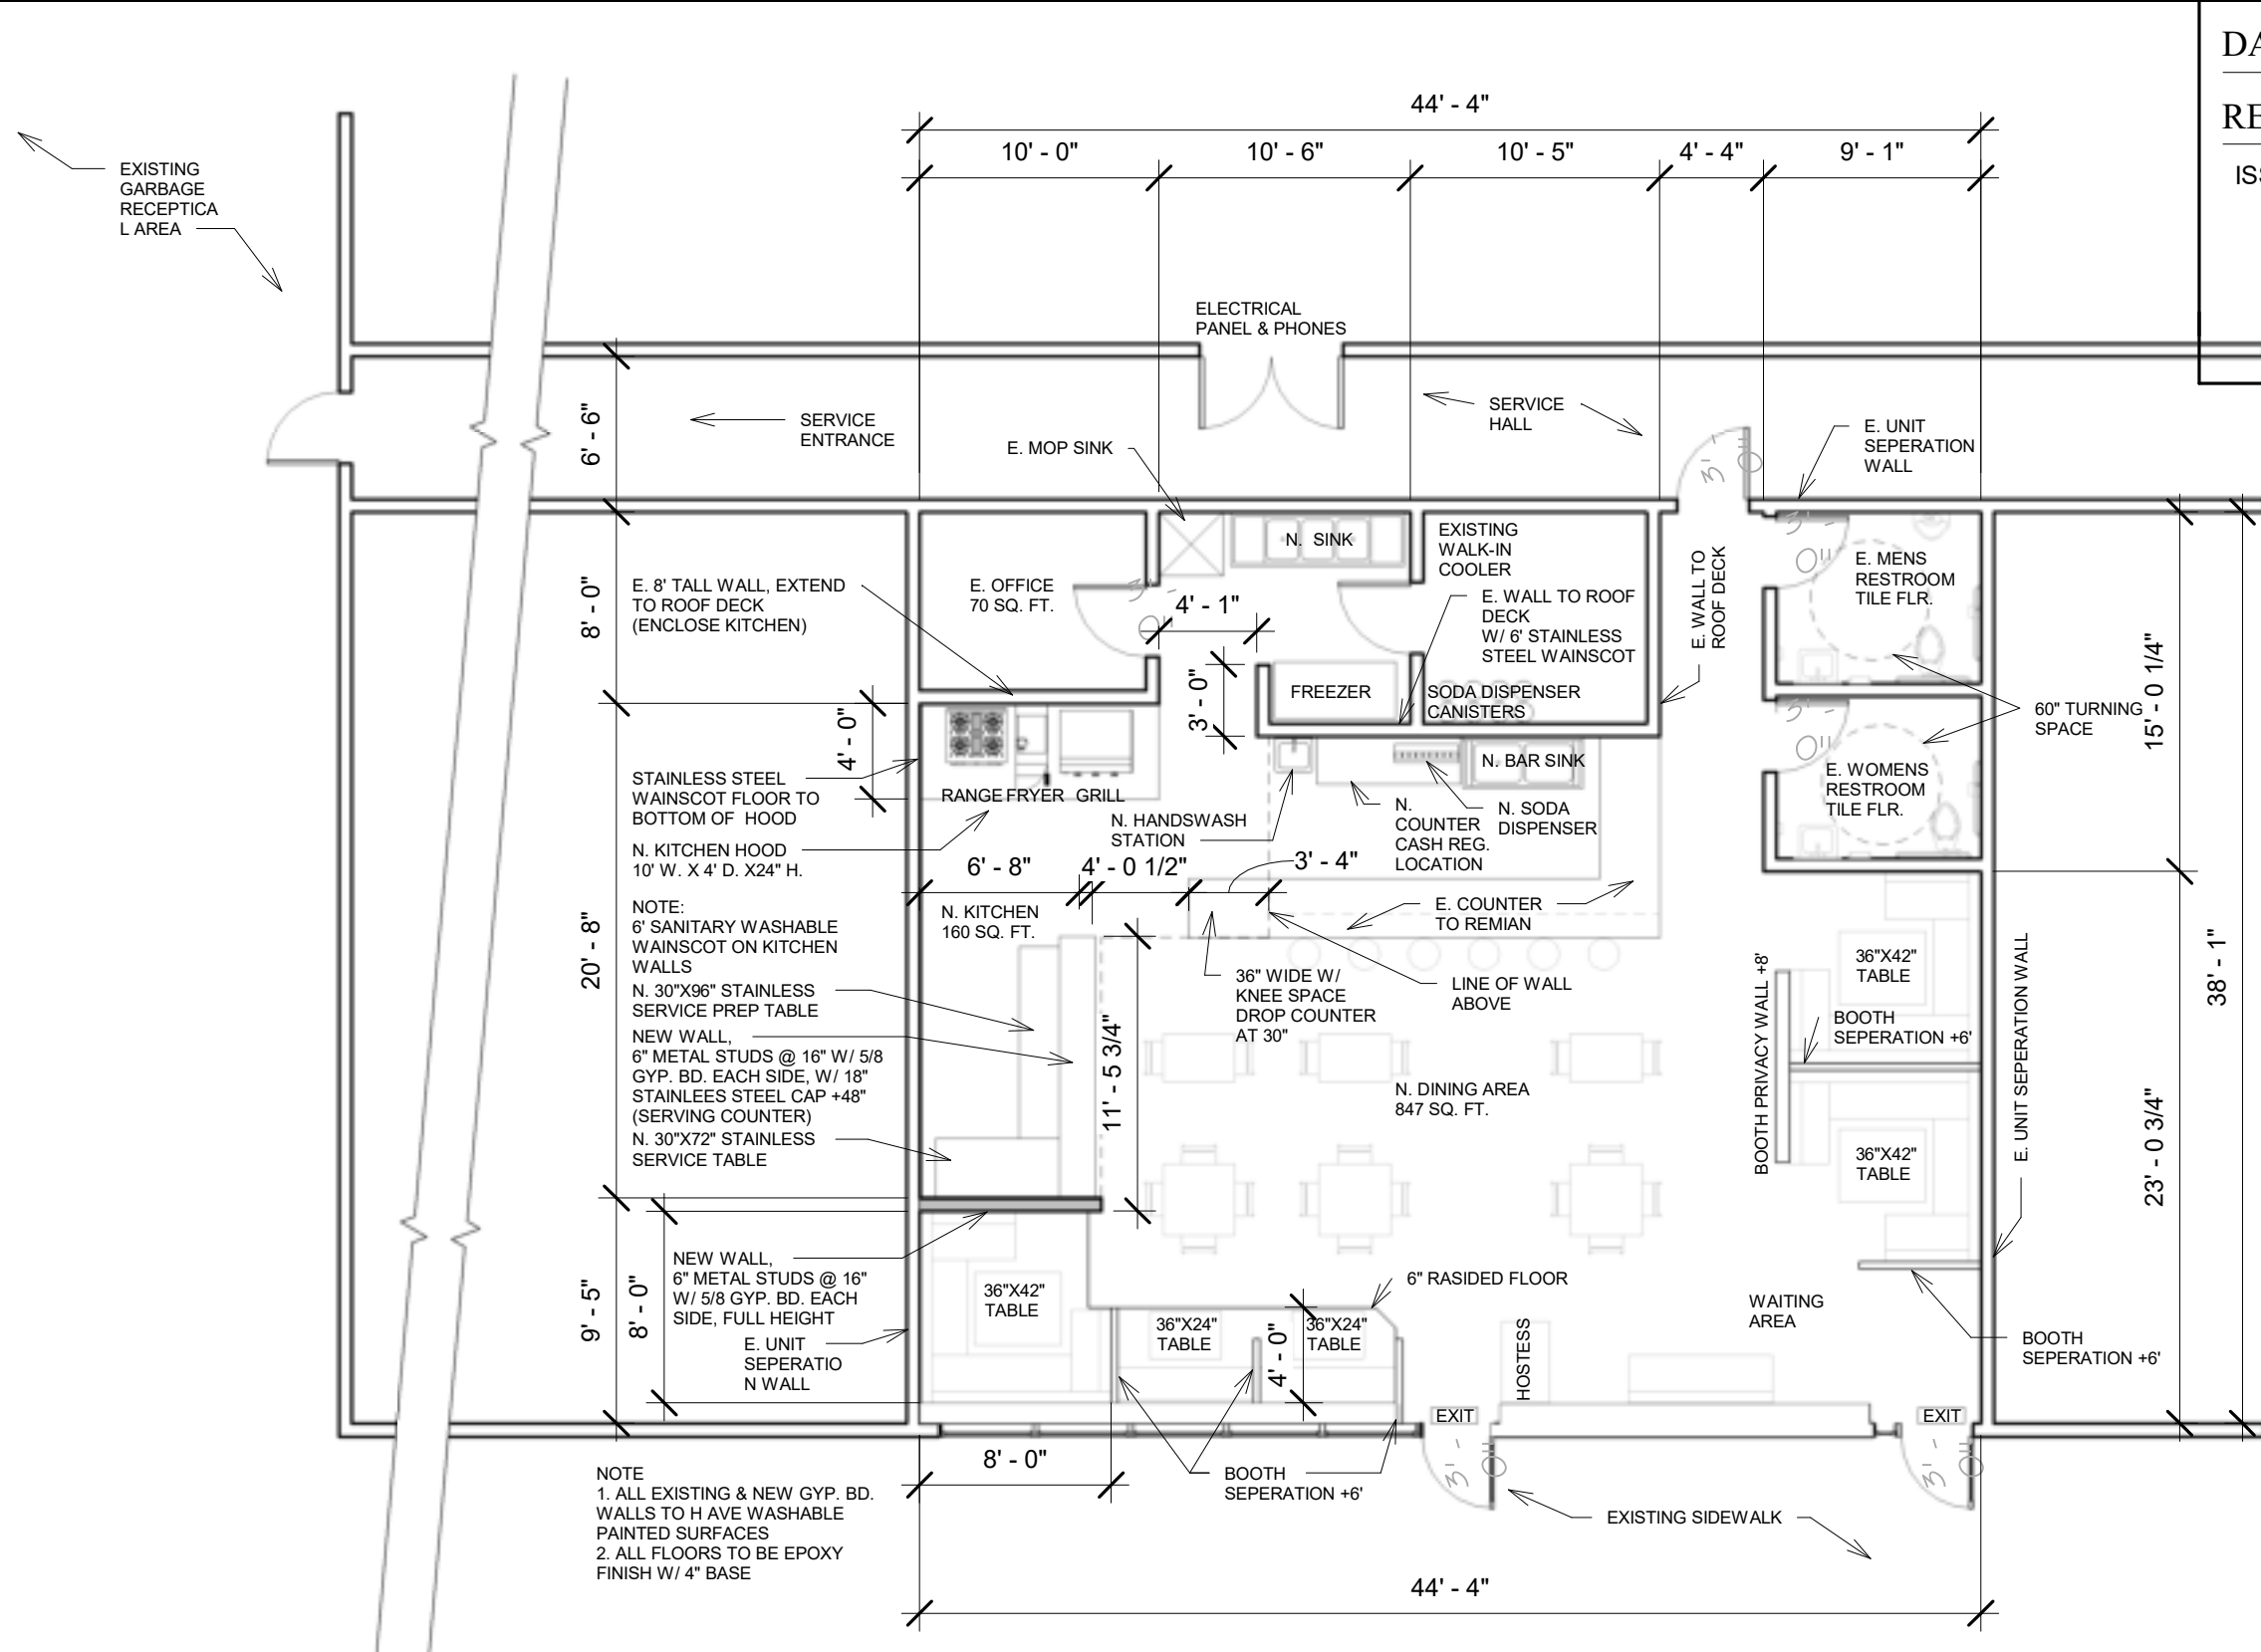 DA
RE
ISS
44' - 4"
10' - 0"
10' - 6"
10' - 5"
4' - 4"
9' - 1"
EXISTING
GARBAGE
RECEPTICA
L AREA
ELECTRICAL
PANEL & PHONES
6' - 6"
SERVICE
ENTRANCE
E. MOP SINK
SERVICE
HALL
3' - 0"
E. UNIT
SEPERATION
WALL
8' - 0"
E. 8' TALL WALL, EXTEND
TO ROOF DECK
(ENCLOSE KITCHEN)
E. OFFICE
70 SQ. FT.
3' - 0"
4' - 1"
N. SINK
EXISTING
WALK-IN
COOLER
E. WALL TO ROOF
DECK
W/ 6' STAINLESS
STEEL WAINSCOT
E. WALL TO
ROOF DECK
3' - 0"
E. MENS
RESTROOM
TILE FLR.
FREEZER
3' - 0"
SODA DISPENSER
CANISTERS
3' - 0"
E. WOMENS
RESTROOM
TILE FLR.
60" TURNING
SPACE
15' - 0 1/4"
4' - 0"
STAINLESS STEEL
WAINSCOT FLOOR TO
BOTTOM OF HOOD
RANGE FRYER GRILL
N. KITCHEN HOOD
10' W. X 4' D. X24" H.
N. HANDSWASH
STATION
N. BAR SINK
N.
COUNTER
CASH REG.
LOCATION
N. SODA
DISPENSER
6' - 8"
4' - 0 1/2"
3' - 4"
N. KITCHEN
160 SQ. FT.
E. COUNTER
TO REMIAN
20' - 8"
NOTE:
6' SANITARY WASHABLE
WAINSCOT ON KITCHEN
WALLS
N. 30"X96" STAINLESS
SERVICE PREP TABLE
NEW WALL,
6" METAL STUDS @ 16" W/ 5/8
GYP. BD. EACH SIDE, W/ 18"
STAINLEES STEEL CAP +48"
(SERVING COUNTER)
N. 30"X72" STAINLESS
SERVICE TABLE
11' - 5 3/4"
36" WIDE W/
KNEE SPACE
DROP COUNTER
AT 30"
LINE OF WALL
ABOVE
N. DINING AREA
847 SQ. FT.
BOOTH PRIVACY WALL +8'
36"X42"
TABLE
BOOTH
SEPERATION +6'
36"X42"
TABLE
E. UNIT SEPERATION WALL
38' - 1"
23' - 0 3/4"
9' - 5"
8' - 0"
NEW WALL,
6" METAL STUDS @ 16"
W/ 5/8 GYP. BD. EACH
SIDE, FULL HEIGHT
E. UNIT
SEPERATIO
N WALL
36"X42"
TABLE
36"X24"
TABLE
36"X24"
TABLE
4' - 0"
6" RASIDED FLOOR
HOSTESS
WAITING
AREA
BOOTH
SEPERATION +6'
EXIT
EXIT
3' - 0"
3' - 0"
8' - 0"
BOOTH
SEPERATION +6'
EXISTING SIDEWALK
NOTE
1. ALL EXISTING & NEW GYP. BD.
WALLS TO H AVE WASHABLE
PAINTED SURFACES
2. ALL FLOORS TO BE EPOXY
FINISH W/ 4" BASE
44' - 4"